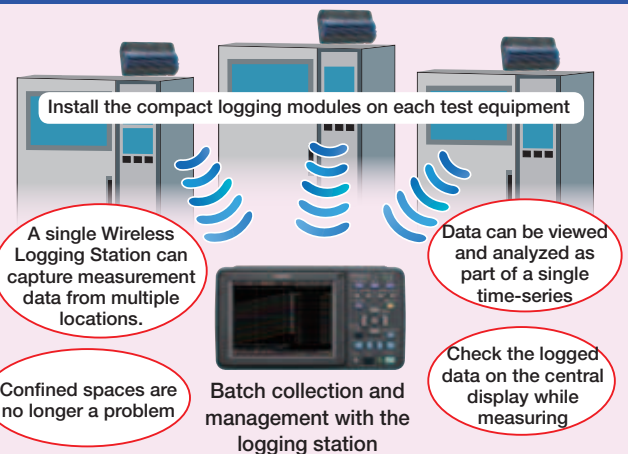 Install the compact logging modules on each test equipment
A single Wireless
Logging Station can
capture measurement
data from multiple
locations.
Data can be viewed
and analyzed as
part of a single
time-series
Confined spaces are
no longer a problem
Batch collection and
management with the
logging station
Check the logged
data on the central
display while
measuring